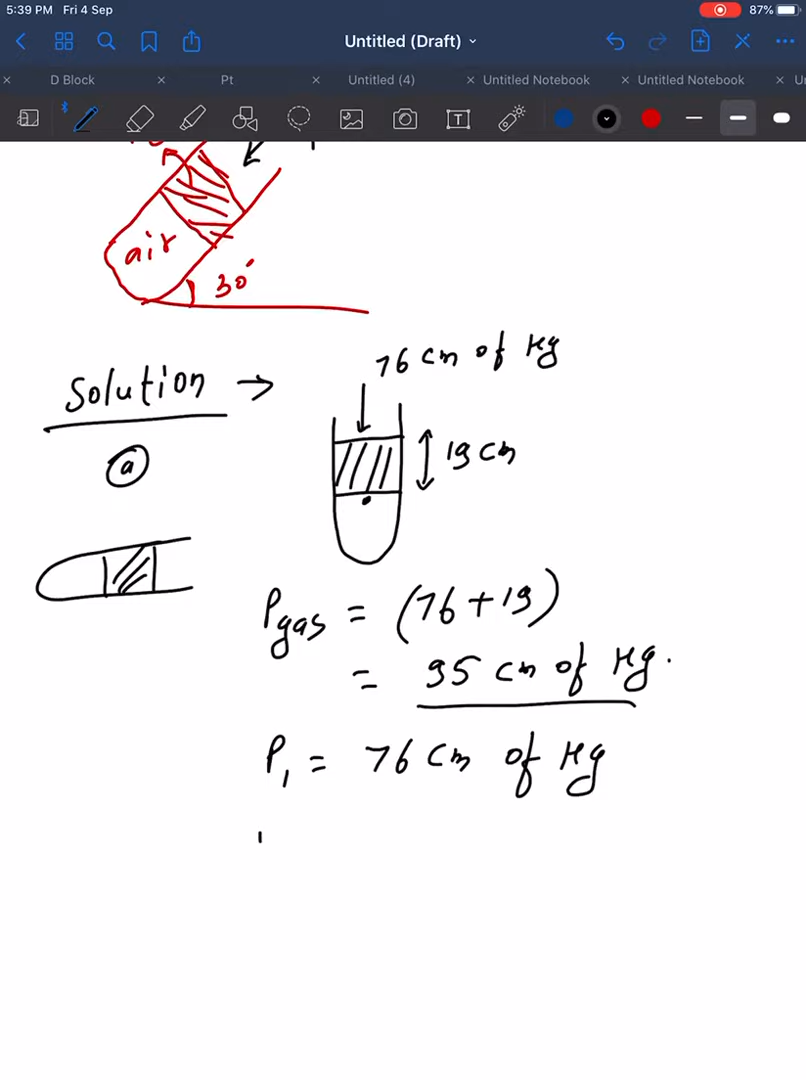 5:39 PM Fri 4 Sep
87%
Untitled (Draft)
D Block
Pt
Untitled (4)
Untitled Notebook
Untitled Notebook
T
air
30°
Solution →
76 cm of Hg
a
19 cm
Pgas = (76+19)
= 95 cm of Hg.
P1 = 76 cm of Hg